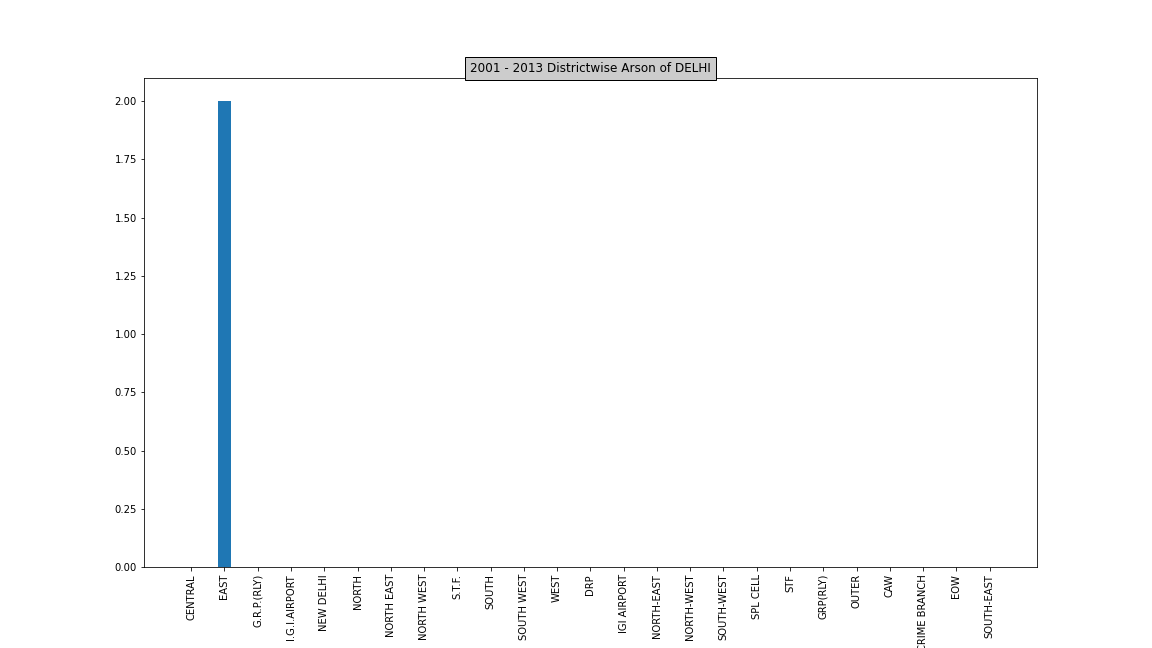 2001 - 2013 Districtwise Arson of DELHI
2.00
1.75
1.50
1.25
1.00
0.75
0.50
0.25
0.00
CENTRAL
EAST
G.R.P.(RLY)
I.G.I.AIRPORT
NEW DELHI
NORTH
NORTH EAST
NORTH WEST
S.T.F.
SOUTH
SOUTH WEST
WEST
DRP
IGI AIRPORT
NORTH-EAST
NORTH-WEST
SOUTH-WEST
SPL CELL
STF
GRP(RLY)
OUTER
CAW
CRIME BRANCH
EOW
SOUTH-EAST